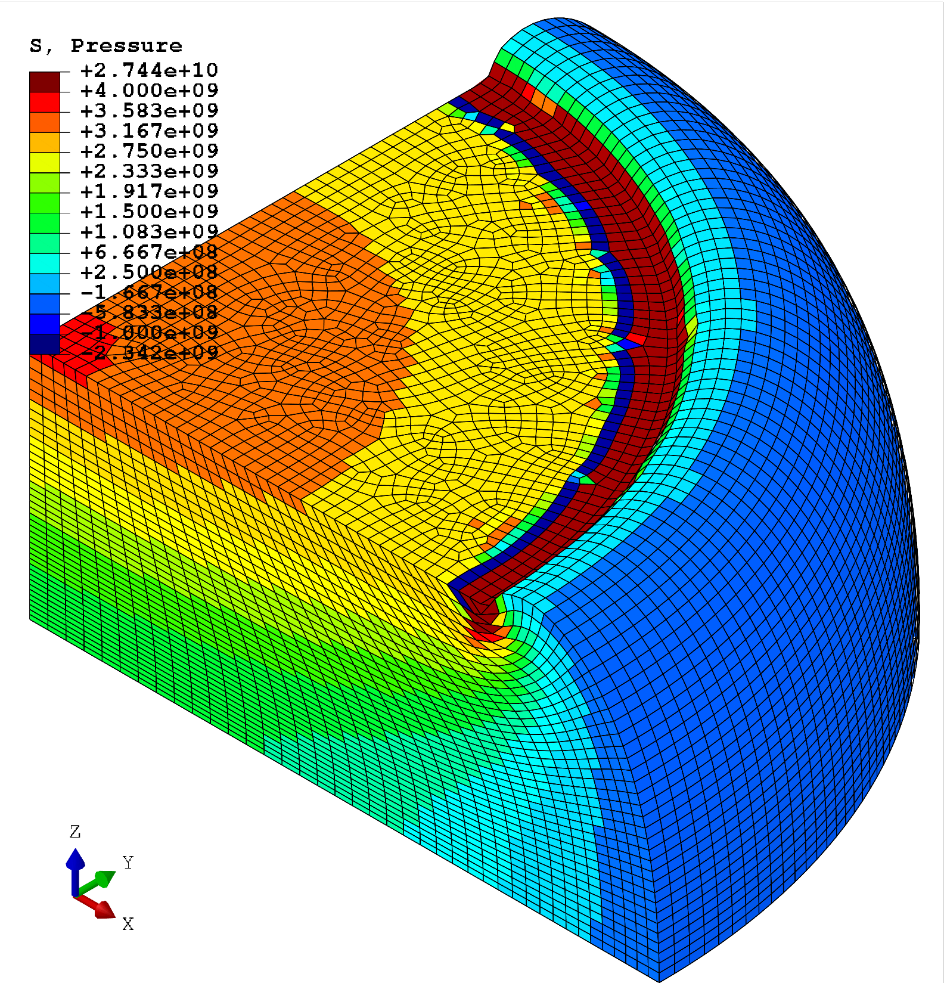 S, Pressure
+2.744e+10
+4.000e+09
+3.583e+09
+3.167e+09
+2.750e+09
+2.333e+09
+1.917e+09
+1.500e+09
+1.083e+09
+6.667e+08
+2.500e+08
-1.667e+08
-5.833e+08
-1.000e+09
-2.342e+09
Z
Y
X